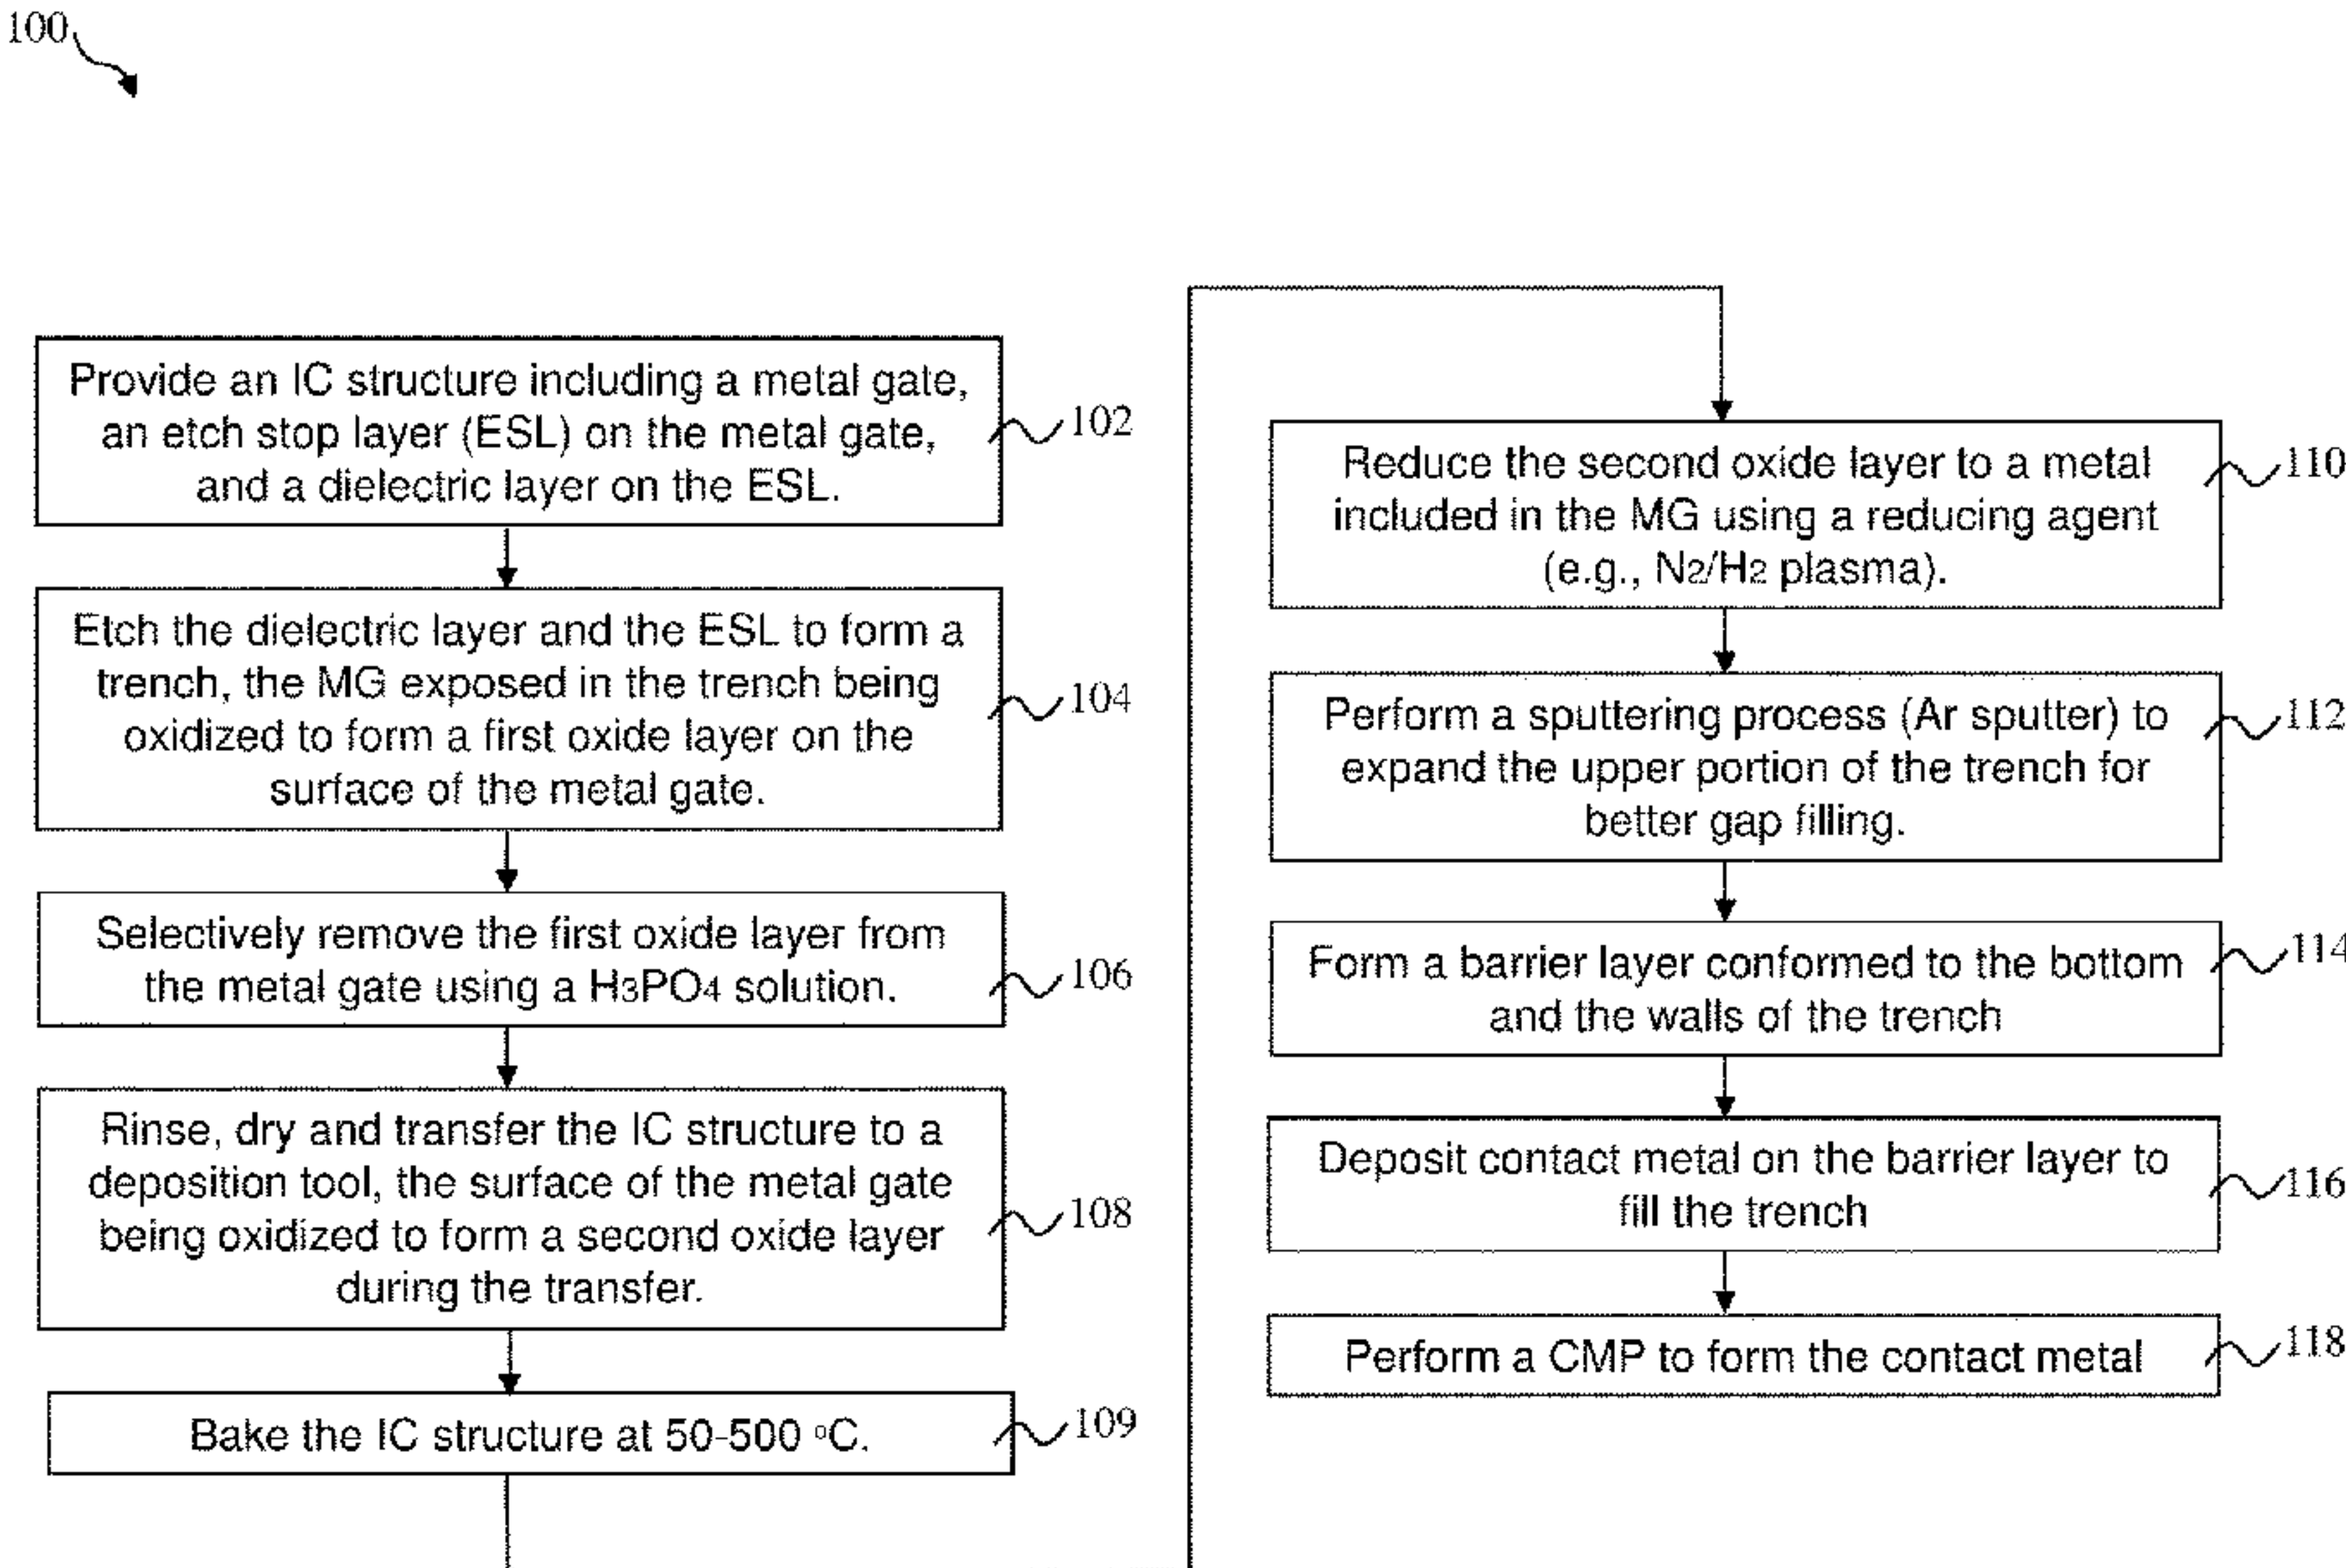 100
Provide an IC structure including a metal gate,
an etch stop layer (ESL) on the metal gate,
and a dielectric layer on the ESL.
102
Etch the dielectric layer and the ESL to form a
trench, the MG exposed in the trench being
oxidized to form a first oxide layer on the
surface of the metal gate.
104
Selectively remove the first oxide layer from
the metal gate using a H3PO4 solution.
106
Rinse, dry and transfer the IC structure to a
deposition tool, the surface of the metal gate
being oxidized to form a second oxide layer
during the transfer.
108
Bake the IC structure at 50-500 ºC.
109
Reduce the second oxide layer to a metal
included in the MG using a reducing agent
(e.g., N2/H2 plasma).
110
Perform a sputtering process (Ar sputter) to
expand the upper portion of the trench for
better gap filling.
112
Form a barrier layer conformed to the bottom
and the walls of the trench
114
Deposit contact metal on the barrier layer to
fill the trench
116
Perform a CMP to form the contact metal
118